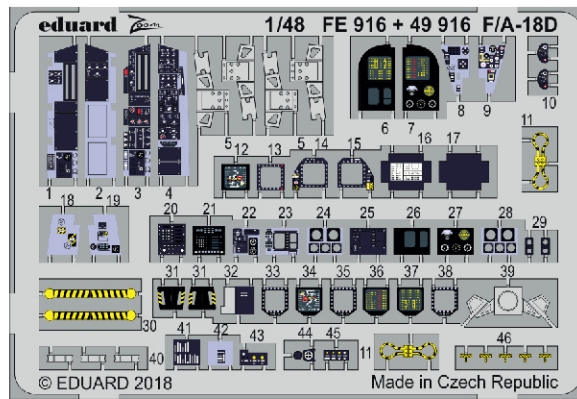 eduard Zoom 1/48 FE 916 + 49 916 F/A-18D
1 2 3 4 5 5 6 7 8 9 10
12 13 14 15 16 17 11
18 19 20 21 22 23 24 25 26 27 28 29
30 31 31 32 33 34 35 36 37 38 39
40 41 42 43 44 45 11 46
© EDUARD 2018 Made in Czech Republic